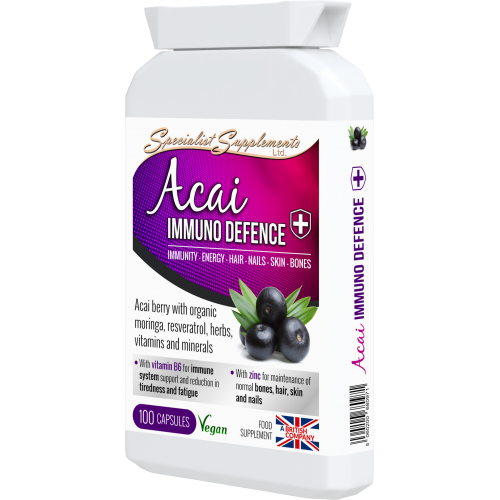 Specialist Supplements
Ltd.
Acai
IMMUNO DEFENCE
IMMUNITY - ENERGY - HAIR - NAILS - SKIN - BONES
Acai berry with organic
moringa, resveratrol, herbs,
vitamins and minerals
• With vitamin B6 for immune
system support and reduction in
tiredness and fatigue
• With zinc for maintenance of
normal bones, hair, skin
and nails
100 CAPSULES
Vegan
FOOD
SUPPLEMENT
A BRITISH
COMPANY
Acai IMMUNO DEFENCE